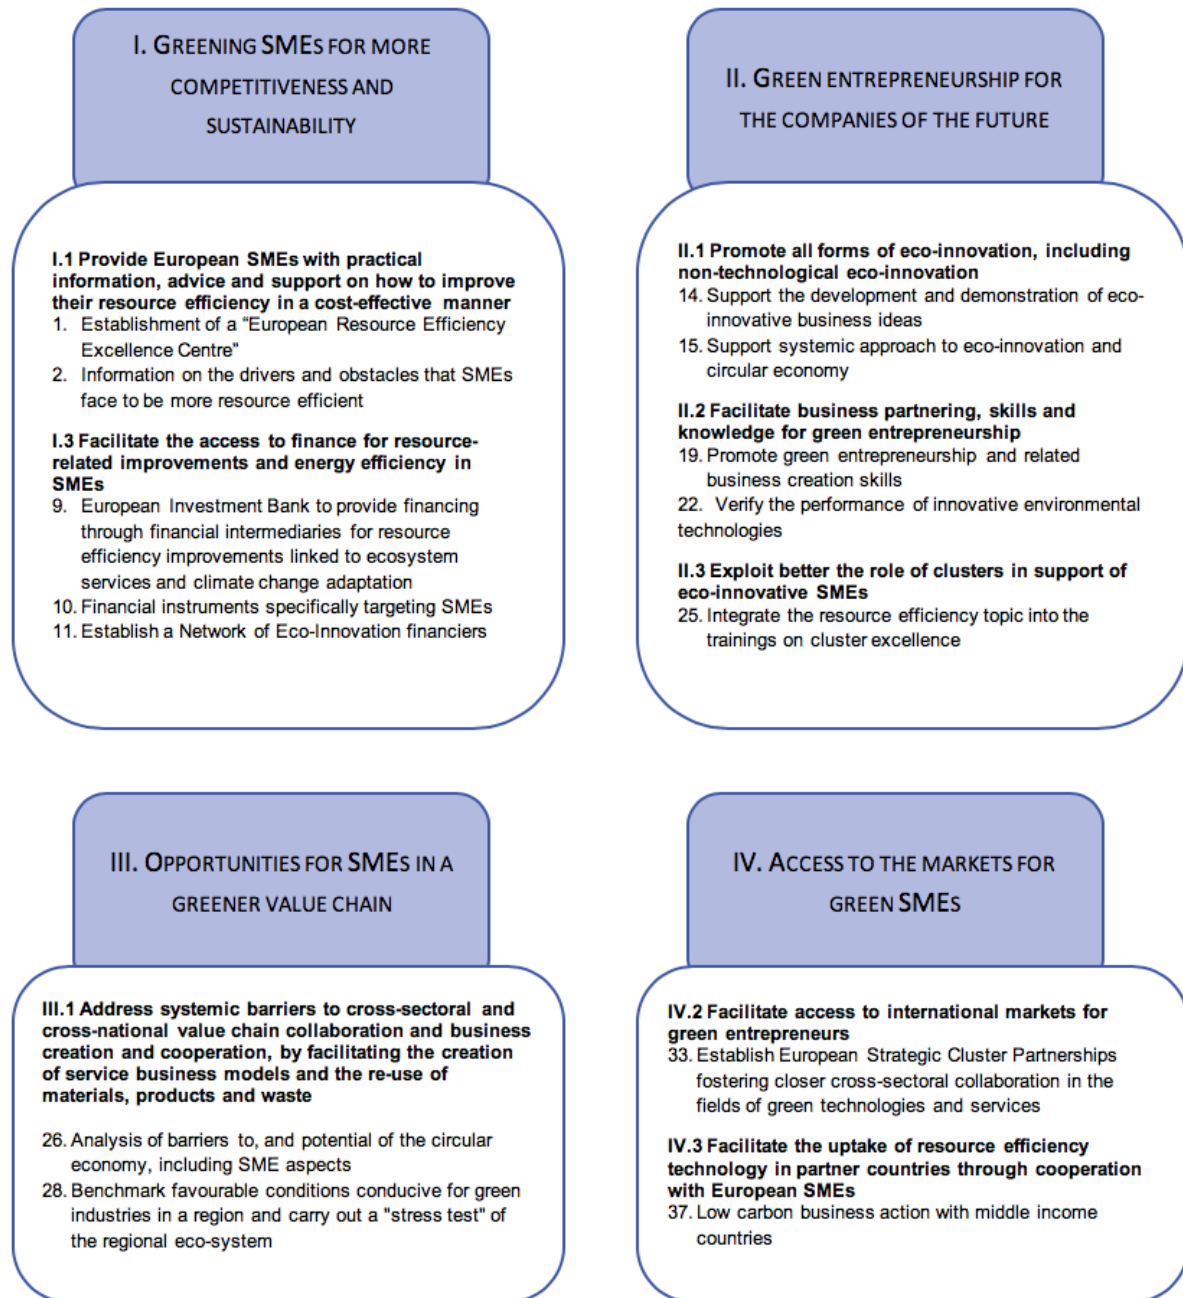 I. GREENING SMES FOR MORE
COMPETITIVENESS AND
SUSTAINABILITY
I.1 Provide European SMEs with practical
information, advice and support on how to improve
their resource efficiency in a cost-effective manner
1. Establishment of a “European Resource Efficiency
Excellence Centre”
2. Information on the drivers and obstacles that SMEs
face to be more resource efficient
I.3 Facilitate the access to finance for resource-
related improvements and energy efficiency in
SMEs
9. European Investment Bank to provide financing
through financial intermediaries for resource
efficiency improvements linked to ecosystem
services and climate change adaptation
10. Financial instruments specifically targeting SMEs
11. Establish a Network of Eco-Innovation financiers
II. GREEN ENTREPRENEURSHIP FOR
THE COMPANIES OF THE FUTURE
II.1 Promote all forms of eco-innovation, including
non-technological eco-innovation
14. Support the development and demonstration of eco-
innovative business ideas
15. Support systemic approach to eco-innovation and
circular economy
II.2 Facilitate business partnering, skills and
knowledge for green entrepreneurship
19. Promote green entrepreneurship and related
business creation skills
22. Verify the performance of innovative environmental
technologies
II.3 Exploit better the role of clusters in support of
eco-innovative SMEs
25. Integrate the resource efficiency topic into the
trainings on cluster excellence
III. OPPORTUNITIES FOR SMES IN A
GREENER VALUE CHAIN
III.1 Address systemic barriers to cross-sectoral and
cross-national value chain collaboration and business
creation and cooperation, by facilitating the creation
of service business models and the re-use of
materials, products and waste
26. Analysis of barriers to, and potential of the circular
economy, including SME aspects
28. Benchmark favourable conditions conducive for green
industries in a region and carry out a "stress test" of
the regional eco-system
IV. ACCESS TO THE MARKETS FOR
GREEN SMES
IV.2 Facilitate access to international markets for
green entrepreneurs
33. Establish European Strategic Cluster Partnerships
fostering closer cross-sectoral collaboration in the
fields of green technologies and services
IV.3 Facilitate the uptake of resource efficiency
technology in partner countries through cooperation
with European SMEs
37. Low carbon business action with middle income
countries